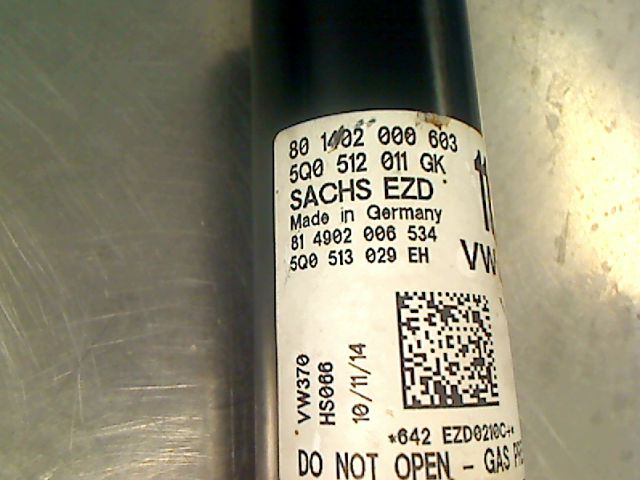 80 1402 000 603
5Q0 512 011 GK
SACHS EZD
Made in Germany
81 4902 006 534
5Q0 513 029 EH
VW
VW370
HS066
10/11/14
*642 EZD0210C+*
DO NOT OPEN - GAS